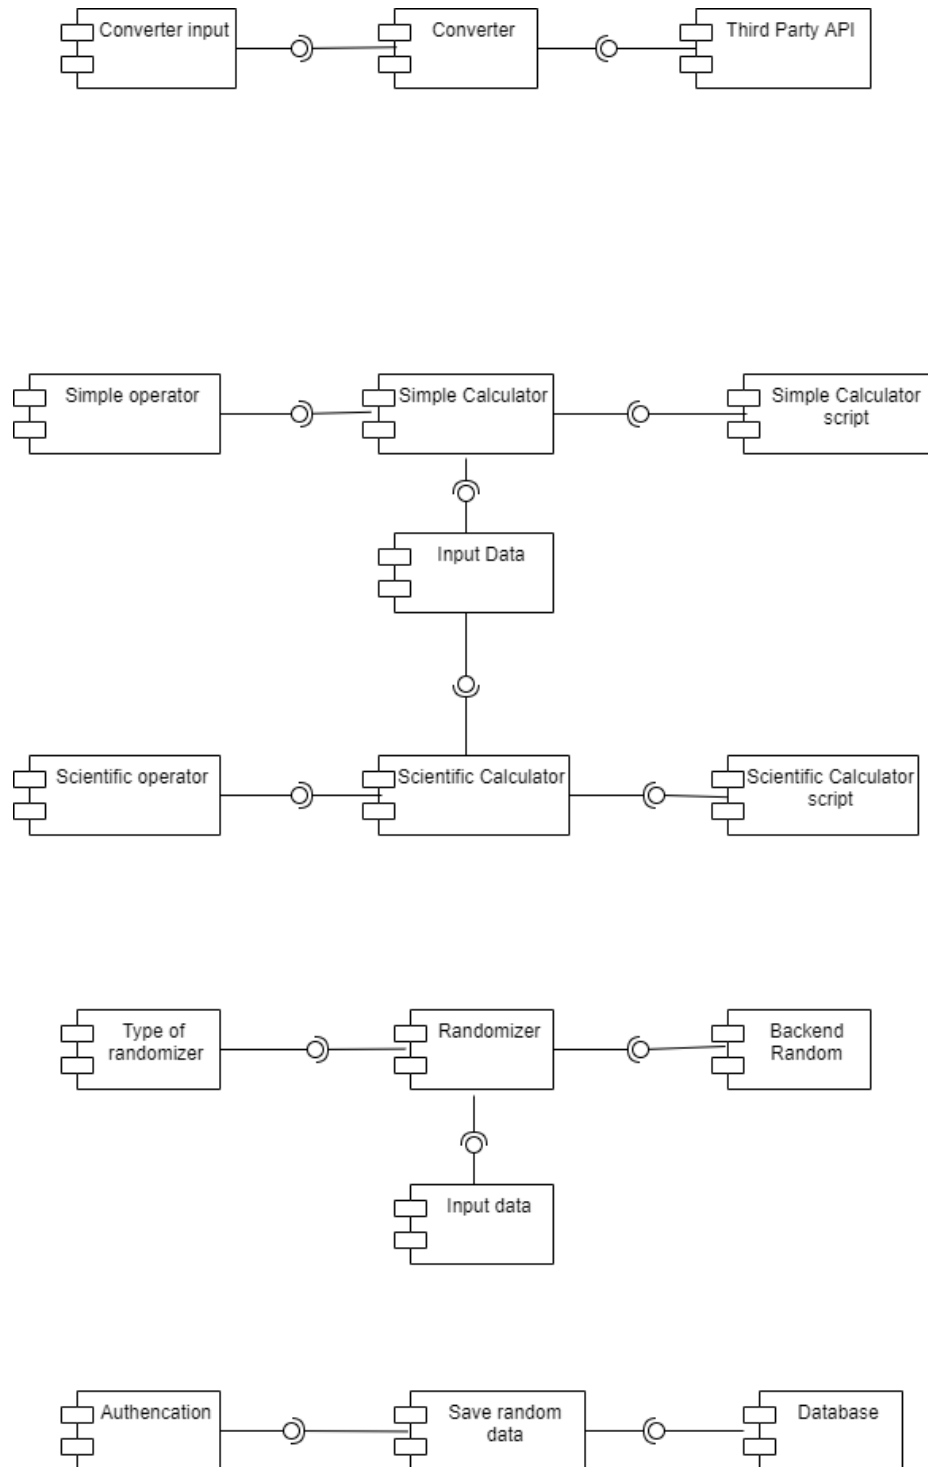 Converter input
Converter
Third Party API
Simple operator
Simple Calculator
Simple Calculator
script
Input Data
Scientific operator
Scientific Calculator
Scientific Calculator
script
Type of
randomizer
Randomizer
Backend
Random
Input data
Authencation
Save random
data
Database